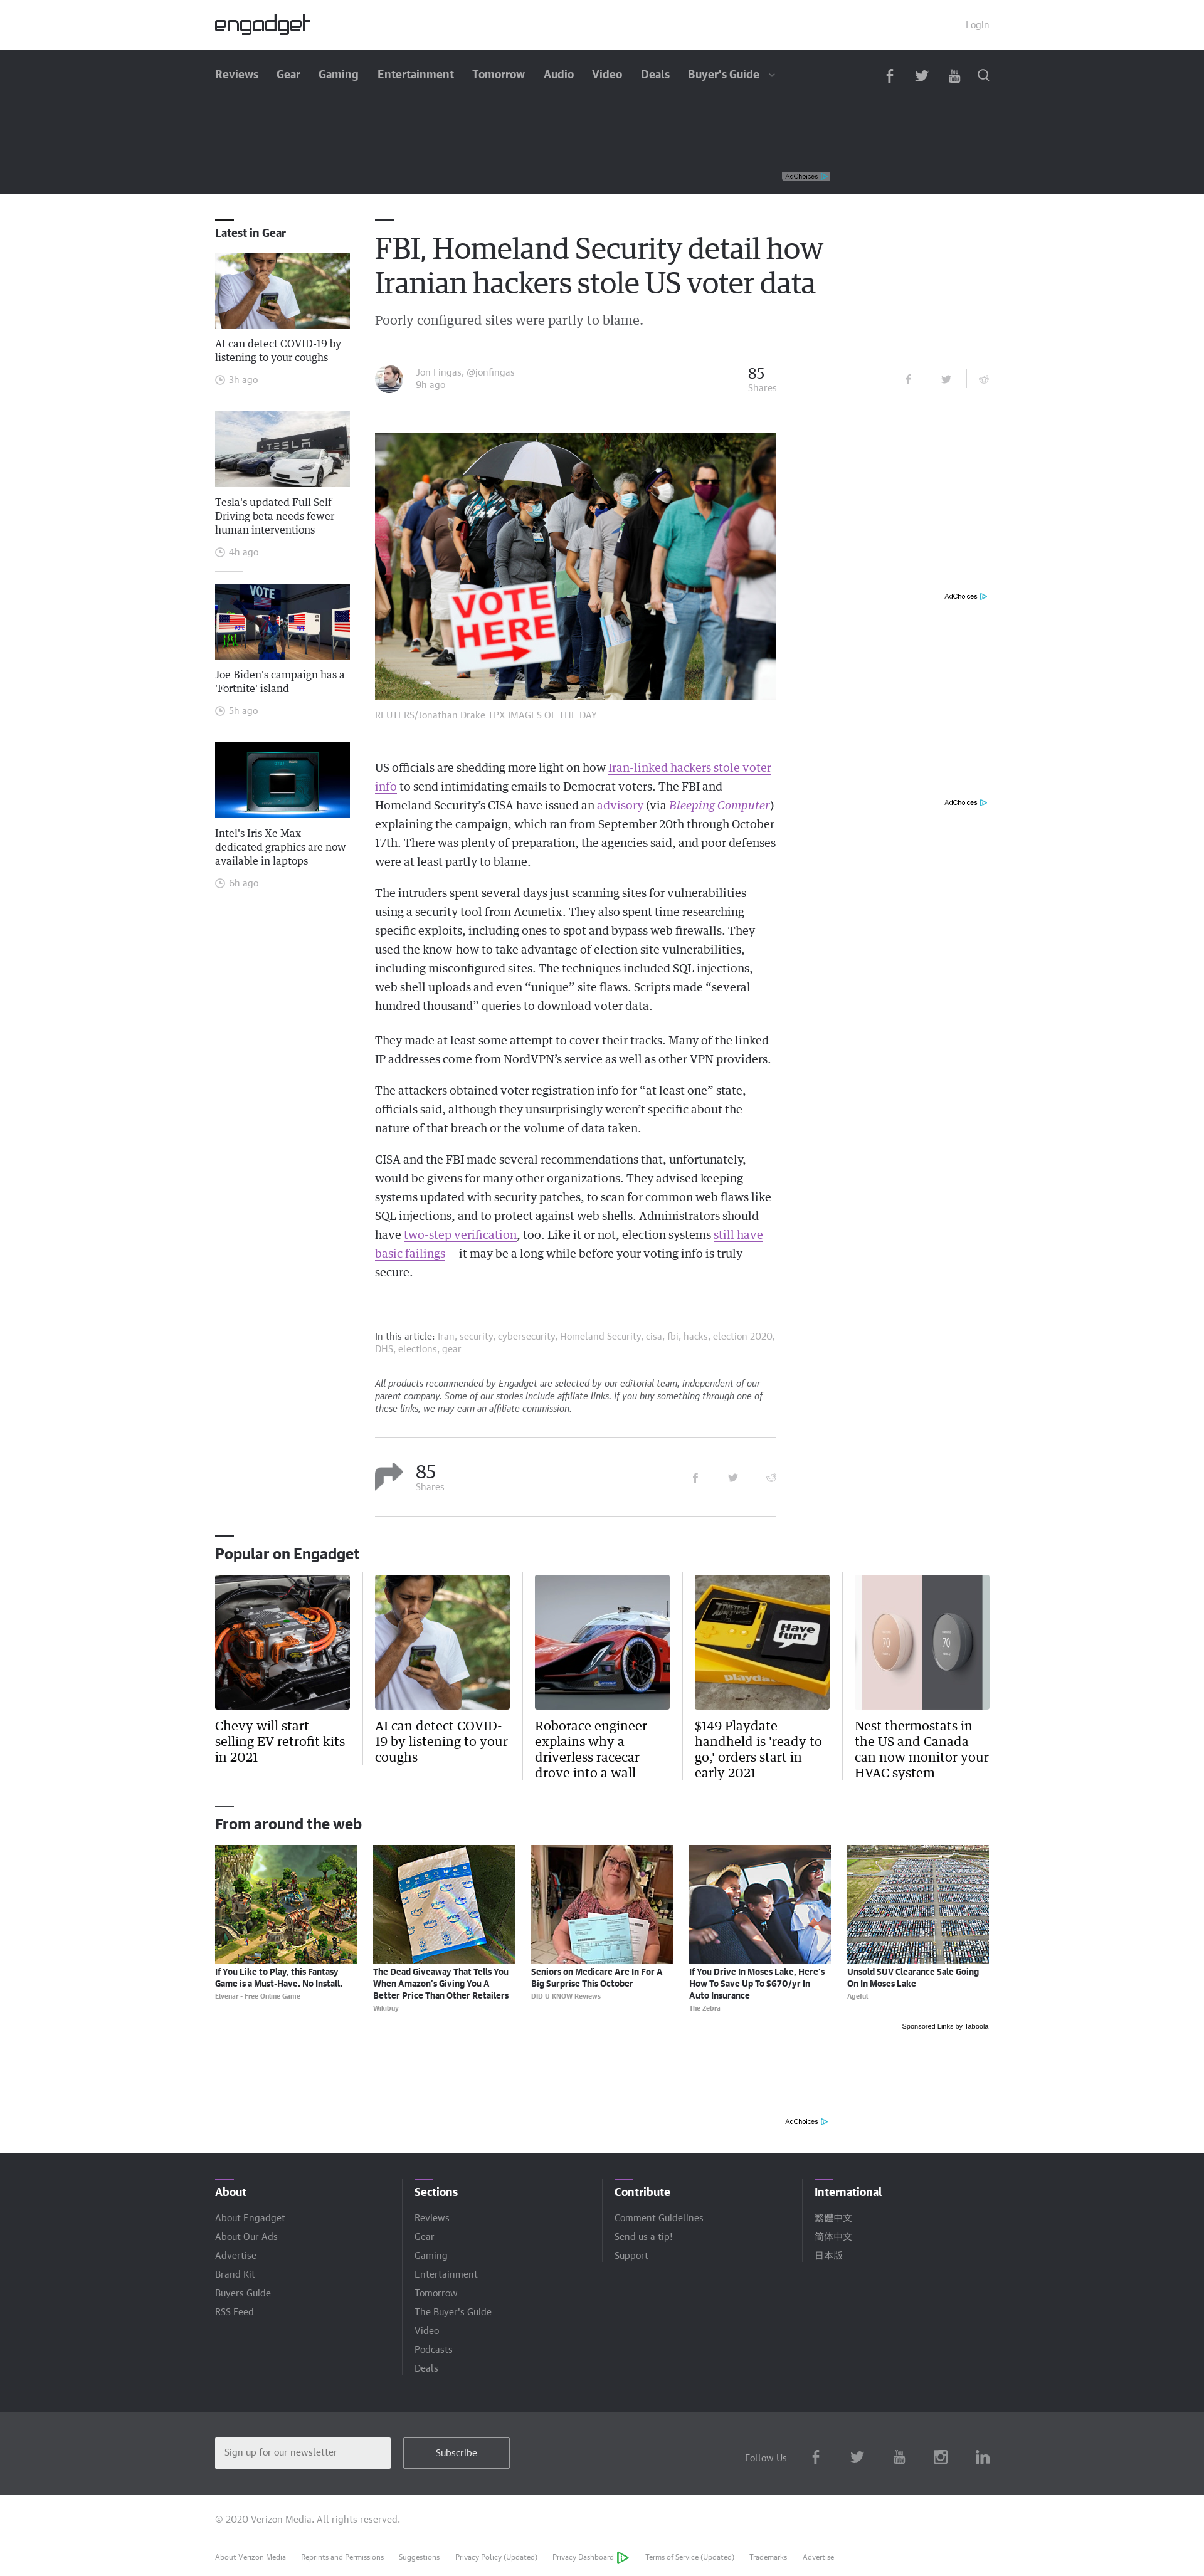 engadget
Login
Reviews Gear Gaming Entertainment Tomorrow Audio Video Deals Buyer's Guide
AdChoices
Latest in Gear
AI can detect COVID-19 by
listening to your coughs
3h ago
TESLA
Tesla's updated Full Self-
Driving beta needs fewer
human interventions
4h ago
VOTE
Joe Biden's campaign has a
'Fortnite' island
5h ago
Intel's Iris Xe Max
dedicated graphics are now
available in laptops
6h ago
FBI, Homeland Security detail how
Iranian hackers stole US voter data
Poorly configured sites were partly to blame.
Jon Fingas, @jonfingas
9h ago
85
Shares
VOTE
HERE
REUTERS/Jonathan Drake TPX IMAGES OF THE DAY
AdChoices
AdChoices
US officials are shedding more light on how Iran-linked hackers stole voter
info to send intimidating emails to Democrat voters. The FBI and
Homeland Security’s CISA have issued an advisory (via Bleeping Computer)
explaining the campaign, which ran from September 20th through October
17th. There was plenty of preparation, the agencies said, and poor defenses
were at least partly to blame.
The intruders spent several days just scanning sites for vulnerabilities
using a security tool from Acunetix. They also spent time researching
specific exploits, including ones to spot and bypass web firewalls. They
used the know-how to take advantage of election site vulnerabilities,
including misconfigured sites. The techniques included SQL injections,
web shell uploads and even “unique” site flaws. Scripts made “several
hundred thousand” queries to download voter data.
They made at least some attempt to cover their tracks. Many of the linked
IP addresses come from NordVPN’s service as well as other VPN providers.
The attackers obtained voter registration info for “at least one” state,
officials said, although they unsurprisingly weren’t specific about the
nature of that breach or the volume of data taken.
CISA and the FBI made several recommendations that, unfortunately,
would be givens for many other organizations. They advised keeping
systems updated with security patches, to scan for common web flaws like
SQL injections, and to protect against web shells. Administrators should
have two-step verification, too. Like it or not, election systems still have
basic failings — it may be a long while before your voting info is truly
secure.
In this article: Iran, security, cybersecurity, Homeland Security, cisa, fbi, hacks, election 2020,
DHS, elections, gear
All products recommended by Engadget are selected by our editorial team, independent of our
parent company. Some of our stories include affiliate links. If you buy something through one of
these links, we may earn an affiliate commission.
85
Shares
Popular on Engadget
Chevy will start
selling EV retrofit kits
in 2021
AI can detect COVID-
19 by listening to your
coughs
Roborace engineer
explains why a
driverless racecar
drove into a wall
Have
fun!
playdate
$149 Playdate
handheld is 'ready to
go,' orders start in
early 2021
70
70
Nest thermostats in
the US and Canada
can now monitor your
HVAC system
From around the web
If You Like to Play, this Fantasy
Game is a Must-Have. No Install.
Elvenar - Free Online Game
The Dead Giveaway That Tells You
When Amazon's Giving You A
Better Price Than Other Retailers
Wikibuy
Seniors on Medicare Are In For A
Big Surprise This October
DID U KNOW Reviews
If You Drive In Moses Lake, Here's
How To Save Up To $670/yr In
Auto Insurance
The Zebra
Unsold SUV Clearance Sale Going
On In Moses Lake
Ageful
Sponsored Links by Taboola
AdChoices
About
About Engadget
About Our Ads
Advertise
Brand Kit
Buyers Guide
RSS Feed
Sections
Reviews
Gear
Gaming
Entertainment
Tomorrow
The Buyer's Guide
Video
Podcasts
Deals
Contribute
Comment Guidelines
Send us a tip!
Support
International
繁體中文
简体中文
日本版
Sign up for our newsletter
Subscribe
Follow Us
© 2020 Verizon Media. All rights reserved.
About Verizon Media Reprints and Permissions Suggestions Privacy Policy (Updated) Privacy Dashboard Terms of Service (Updated) Trademarks Advertise